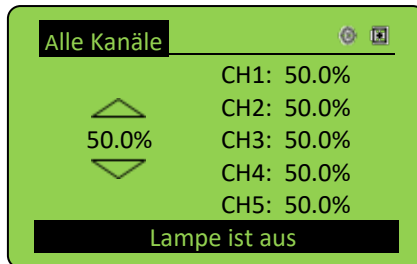 Alle Kanäle
CH1: 50.0%
CH2: 50.0%
50.0%
CH3: 50.0%
CH4: 50.0%
CH5: 50.0%
Lampe ist aus